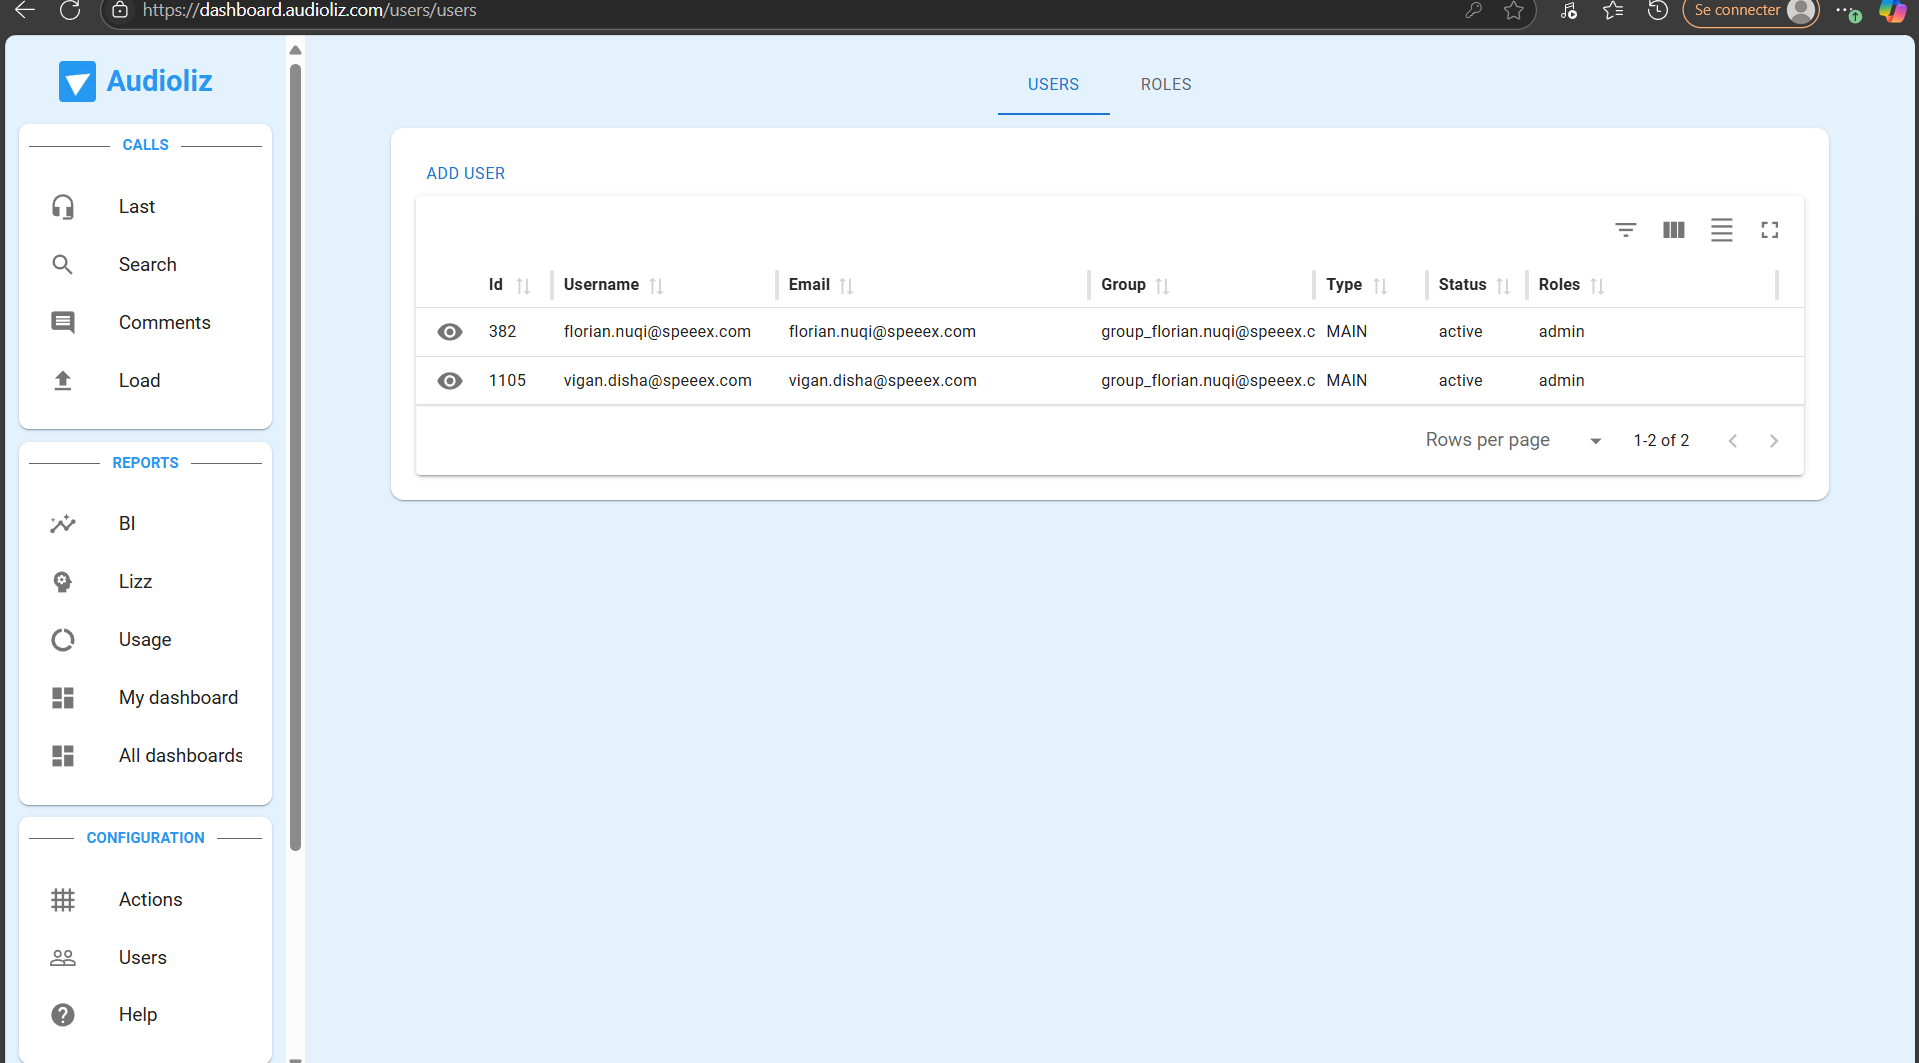 https://dashboard.audioliz.com/users/users
Se connecter
Audioliz
CALLS
Last
Search
Comments
Load
REPORTS
BI
Lizz
Usage
My dashboard
All dashboards
CONFIGURATION
Actions
Users
Help
USERS ROLES
ADD USER
Id Username Email Group Type Status Roles
382 florian.nuqi@speeex.com florian.nuqi@speeex.com group_florian.nuqi@speeex.c MAIN active admin
1105 vigan.disha@speeex.com vigan.disha@speeex.com group_florian.nuqi@speeex.c MAIN active admin
Rows per page 1-2 of 2